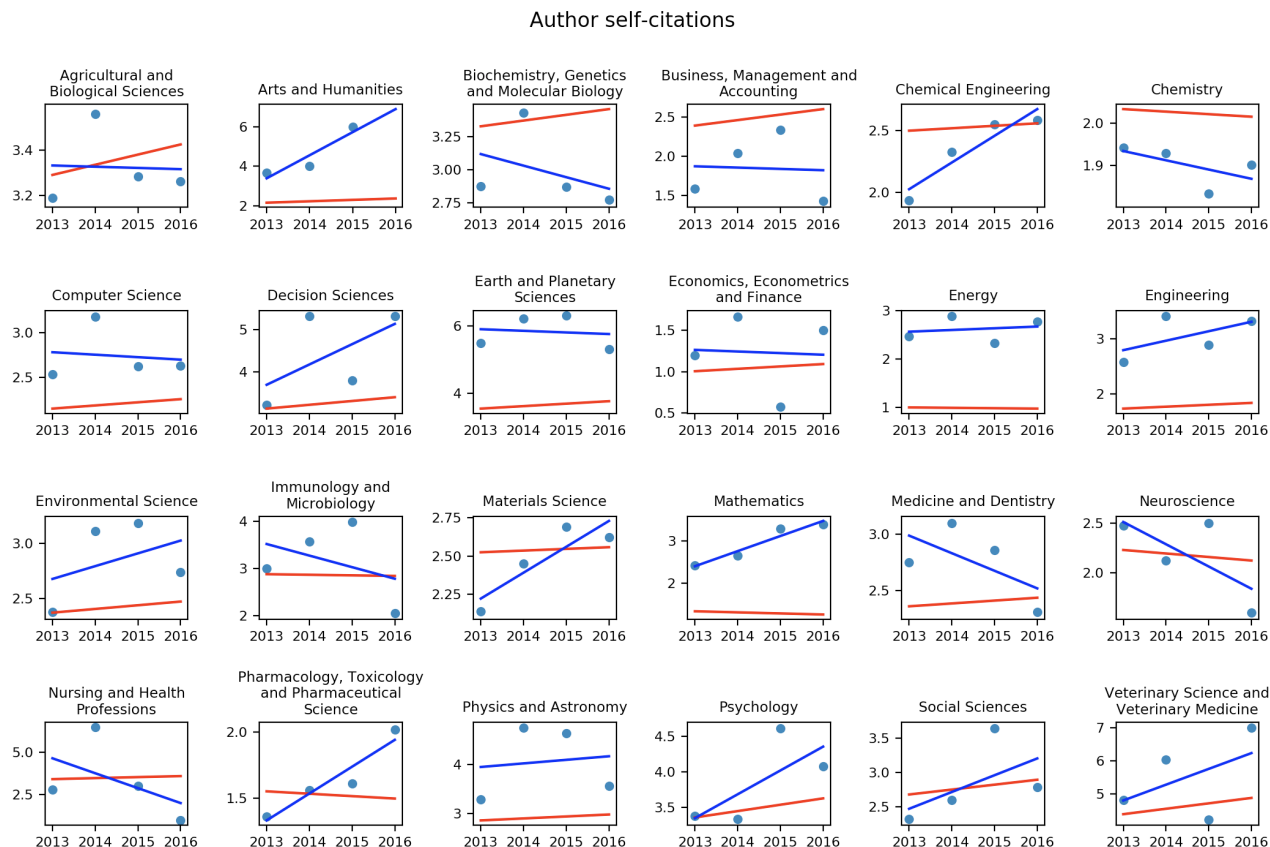 Author self-citations
Agricultural and
Biological Sciences
3.4
3.2
2013 2014 2015 2016
Arts and Humanities
6
4
2
2013 2014 2015 2016
Biochemistry, Genetics
and Molecular Biology
3.25
3.00
2.75
2013 2014 2015 2016
Business, Management and
Accounting
2.5
2.0
1.5
2013 2014 2015 2016
Chemical Engineering
2.5
2.0
2013 2014 2015 2016
Chemistry
2.0
1.9
2013 2014 2015 2016
Computer Science
3.0
2.5
2013 2014 2015 2016
Decision Sciences
5
4
2013 2014 2015 2016
Earth and Planetary
Sciences
6
4
2013 2014 2015 2016
Economics, Econometrics
and Finance
1.5
1.0
0.5
2013 2014 2015 2016
Energy
3
2
1
2013 2014 2015 2016
Engineering
3
2
2013 2014 2015 2016
Environmental Science
3.0
2.5
2013 2014 2015 2016
Immunology and
Microbiology
4
3
2
2013 2014 2015 2016
Materials Science
2.75
2.50
2.25
2013 2014 2015 2016
Mathematics
3
2
2013 2014 2015 2016
Medicine and Dentistry
3.0
2.5
2013 2014 2015 2016
Neuroscience
2.5
2.0
2013 2014 2015 2016
Nursing and Health
Professions
5.0
2.5
2013 2014 2015 2016
Pharmacology, Toxicology
and Pharmaceutical
Science
2.0
1.5
2013 2014 2015 2016
Physics and Astronomy
4
3
2013 2014 2015 2016
Psychology
4.5
4.0
3.5
2013 2014 2015 2016
Social Sciences
3.5
3.0
2.5
2013 2014 2015 2016
Veterinary Science and
Veterinary Medicine
7
6
5
2013 2014 2015 2016